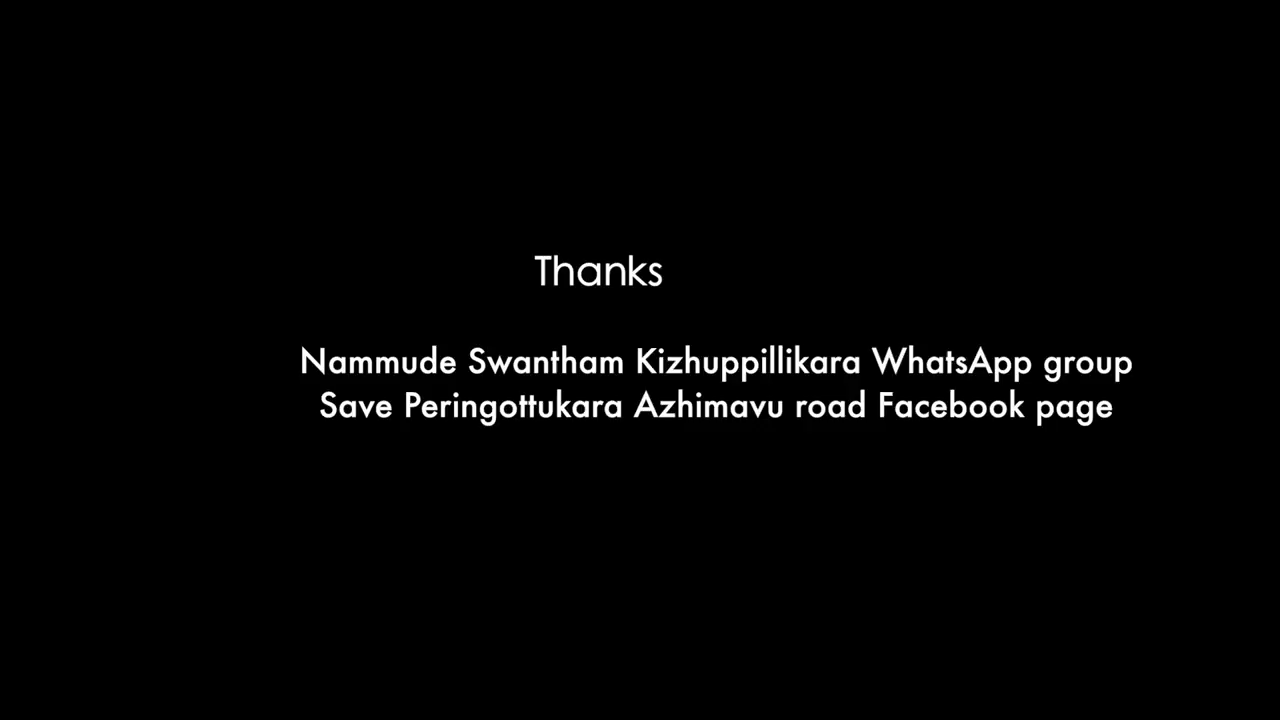 Thanks
Nammude Swantham Kizhuppillikara WhatsApp group
Save Peringottukara Azhimavu road Facebook page